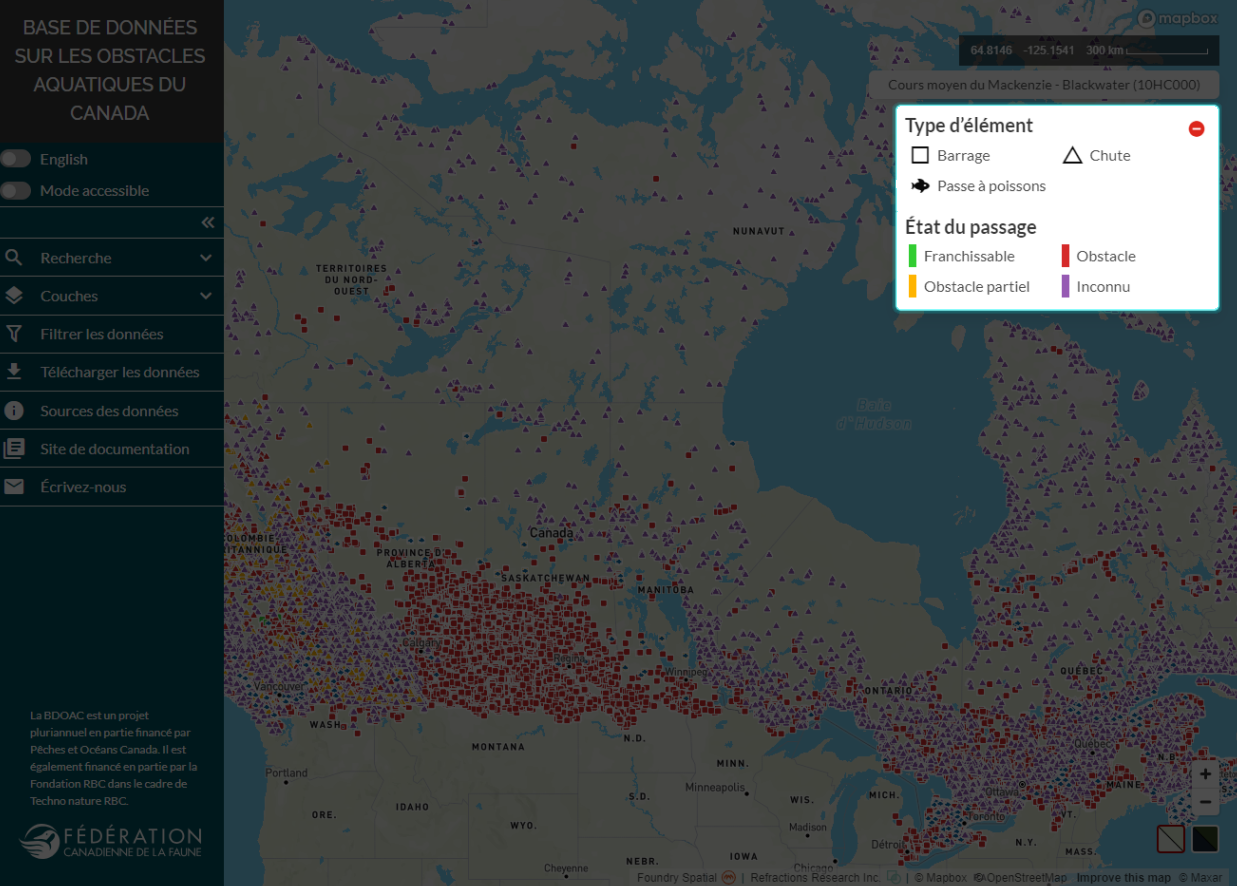 BASE DE DONNÉES
SUR LES OBSTACLES
AQUATIQUES DU
CANADA
English
Mode accessible
«
Recherche
Couches
Filtrer les données
Télécharger les données
Sources des données
Site de documentation
Écrivez-nous
La BDOAC est un projet
pluriannuel en partie financé par
Pêches et Océans Canada. Il est
également financé en partie par la
Fondation RBC dans le cadre de
Techno nature RBC.
FÉDÉRATION
CANADIENNE DE LA FAUNE
mapbox
64.8146 -125.1541 300 km
Cours moyen du Mackenzie - Blackwater (10HC000)
Type d'élément
Barrage
Chute
Passe à poissons
État du passage
Franchissable
Obstacle
Obstacle partiel
Inconnu
NUNAVUT
TERRITOIRES
DU NORD-
OUEST
Baie
d'Hudson
Canada
COLOMBIE
BRITANNIQUE
PROVINCE D'
ALBERTA
SASKATCHEWAN
MANITOBA
Calgary
Regina
Winnipeg
Vancouver
ONTARIO
QUÉBEC
WASH.
MONTANA
N.D.
Québec
N.B.
Portland
MINN.
Ottawa
MAINE
Minneapolis
S.D.
WIS.
MICH.
Toronto
VT.
ORE.
IDAHO
WYO.
Madison
Détroit
N.Y.
MASS.
Cheyenne
NEBR.
IOWA
Chicago
+
−
Foundry Spatial | Refractions Research Inc. | © Mapbox © OpenStreetMap Improve this map © Maxar